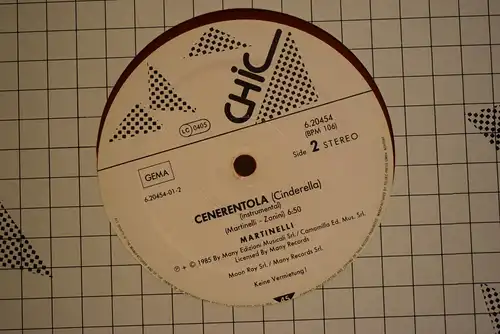 CHIC
LC 0405
6.20454
(BPM 106)
Side 2 STEREO
GEMA
6.20454-01-2
CENERENTOLA (Cinderella)
(instrumental)
(Martinelli - Zanini) 6:50
MARTINELLI
℗ + © 1985 By Many Edizioni Musicali Srl. / Camomilla Ed. Mus. Srl.
Licensed By Many Records
Moon Ray Srl. / Many Records Srl.
Keine Vermietung!